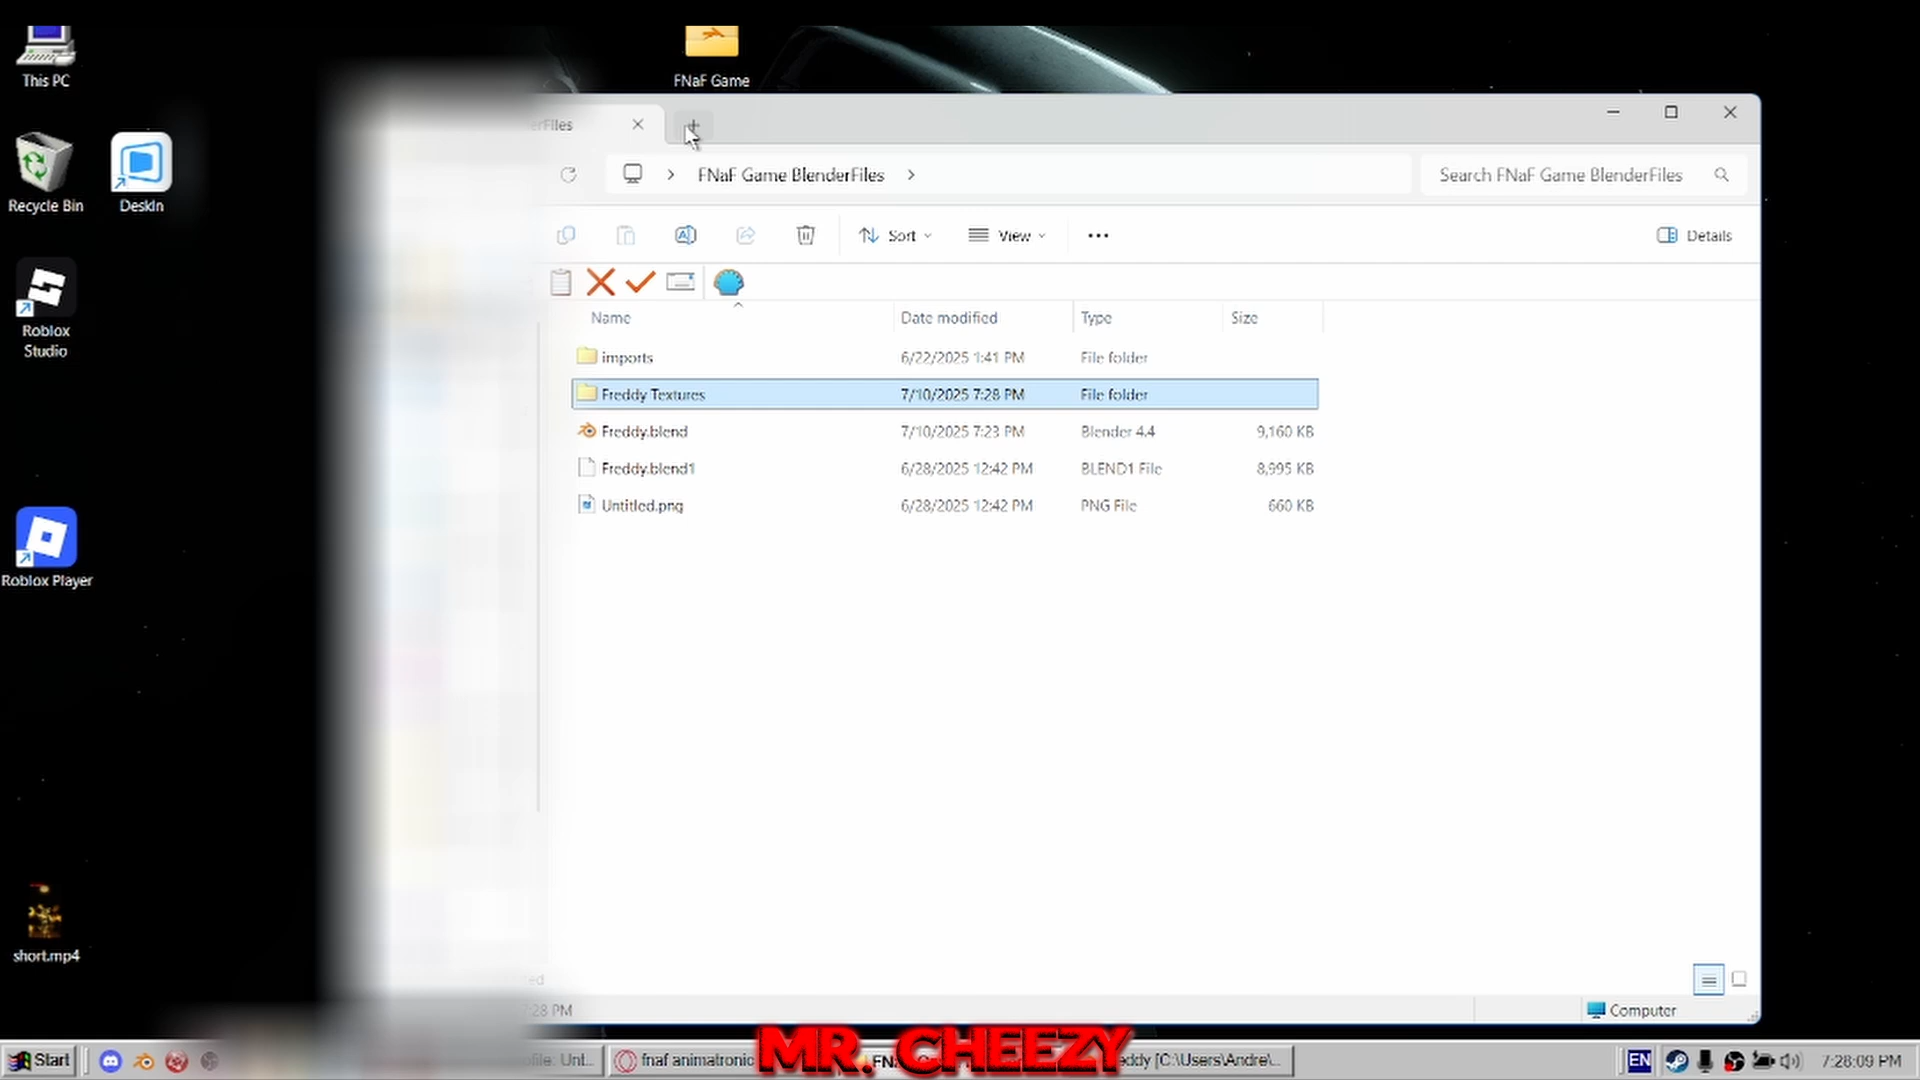 This PC
FNaF Game
Recycle Bin
DeskIn
Roblox
Studio
Roblox Player
short.mp4
FNaF Game BlenderFiles
Search FNaF Game BlenderFiles
Sort
View
Details
Name
Date modified
Type
Size
imports
6/22/2025 1:41 PM
File folder
Freddy Textures
7/10/2025 7:28 PM
File folder
Freddy.blend
7/10/2025 7:23 PM
Blender 4.4
9,160 KB
Freddy.blend1
6/28/2025 12:42 PM
BLEND1 File
8,995 KB
Untitled.png
6/28/2025 12:42 PM
PNG File
660 KB
7:28 PM
Computer
MR. CHEEZY
Start
fnaf animatronic
[C:\Users\Andre\...
EN
7:28:09 PM